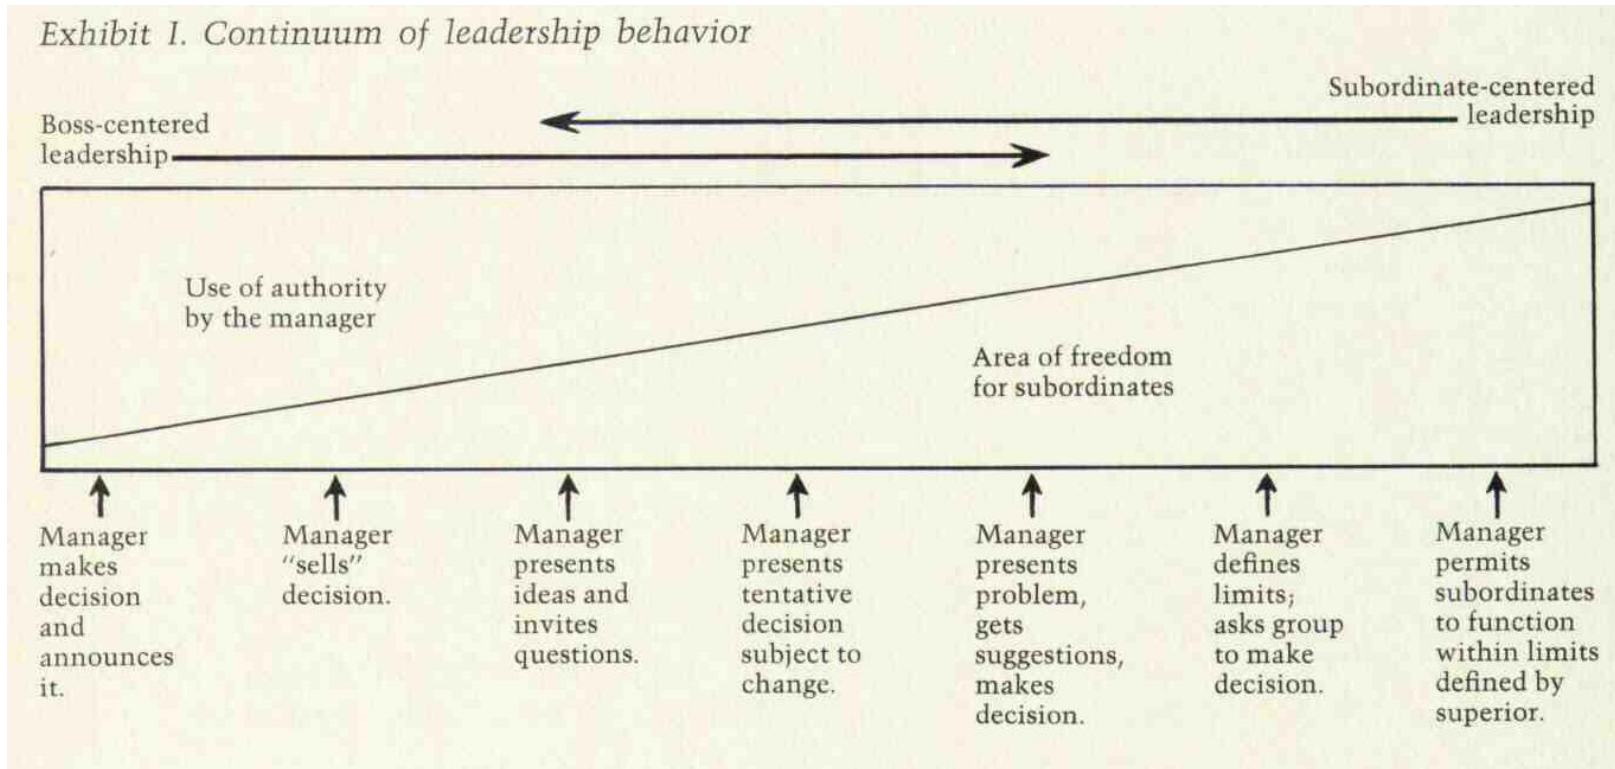 Exhibit I. Continuum of leadership behavior
Subordinate-centered
leadership
Boss-centered
leadership
Use of authority
by the manager
Area of freedom
for subordinates
Manager
makes
decision
and
announces
it.
Manager
“sells”
decision.
Manager
presents
ideas and
invites
questions.
Manager
presents
tentative
decision
subject to
change.
Manager
presents
problem,
gets
suggestions,
makes
decision.
Manager
defines
limits;
asks group
to make
decision.
Manager
permits
subordinates
to function
within limits
defined by
superior.